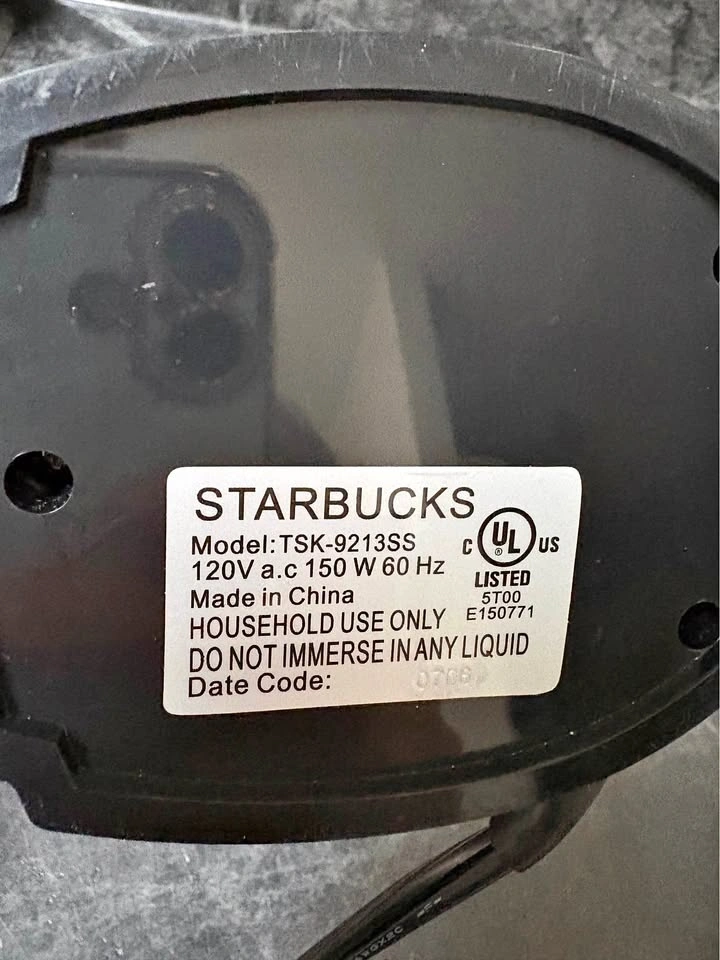 STARBUCKS
Model:TSK-9213SS
120V a.c 150 W 60 Hz
Made in China
HOUSEHOLD USE ONLY
DO NOT IMMERSE IN ANY LIQUID
Date Code:
C UL ® US
LISTED
5T00
E150771